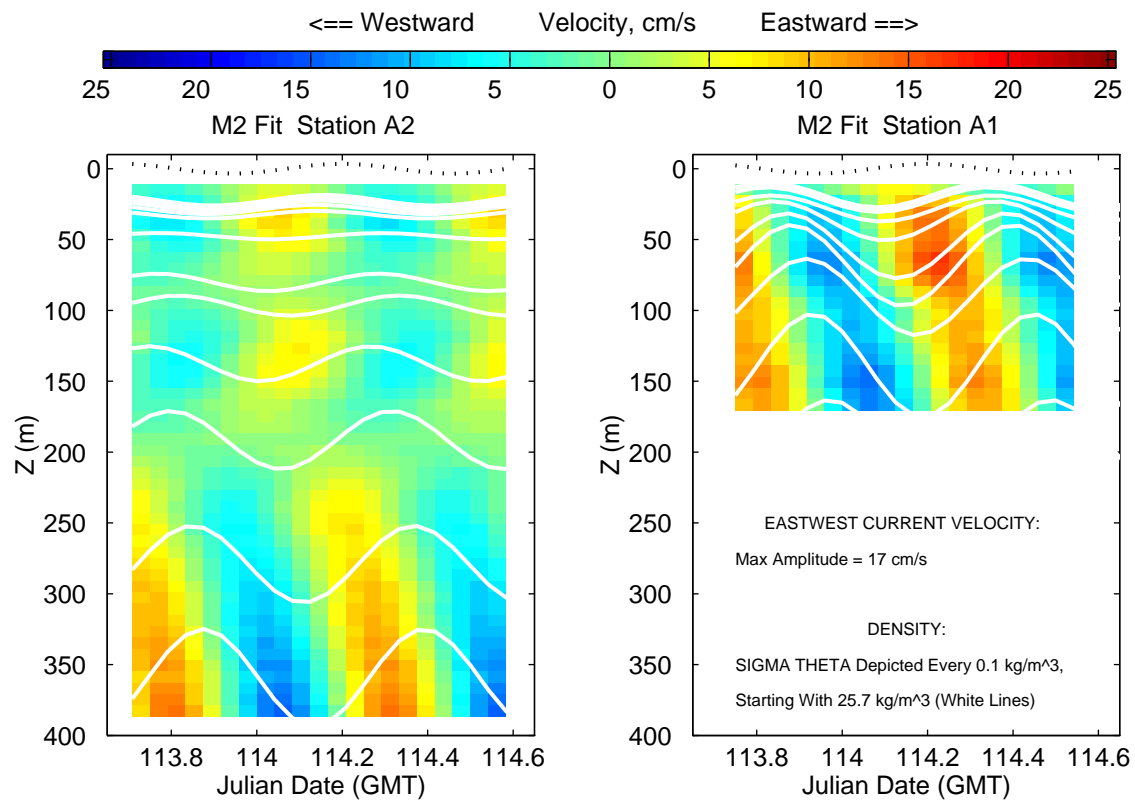 <== Westward Velocity, cm/s Eastward ==>
25 20 15 10 5 0 5 10 15 20 25
M2 Fit Station A2
0
50
100
150
200
250
300
350
400
Z (m)
113.8 114 114.2 114.4 114.6
Julian Date (GMT)
M2 Fit Station A1
0
50
100
150
200
250
300
350
400
Z (m)
EASTWEST CURRENT VELOCITY:
Max Amplitude = 17 cm/s
DENSITY:
SIGMA THETA Depicted Every 0.1 kg/m^3,
Starting With 25.7 kg/m^3 (White Lines)
113.8 114 114.2 114.4 114.6
Julian Date (GMT)